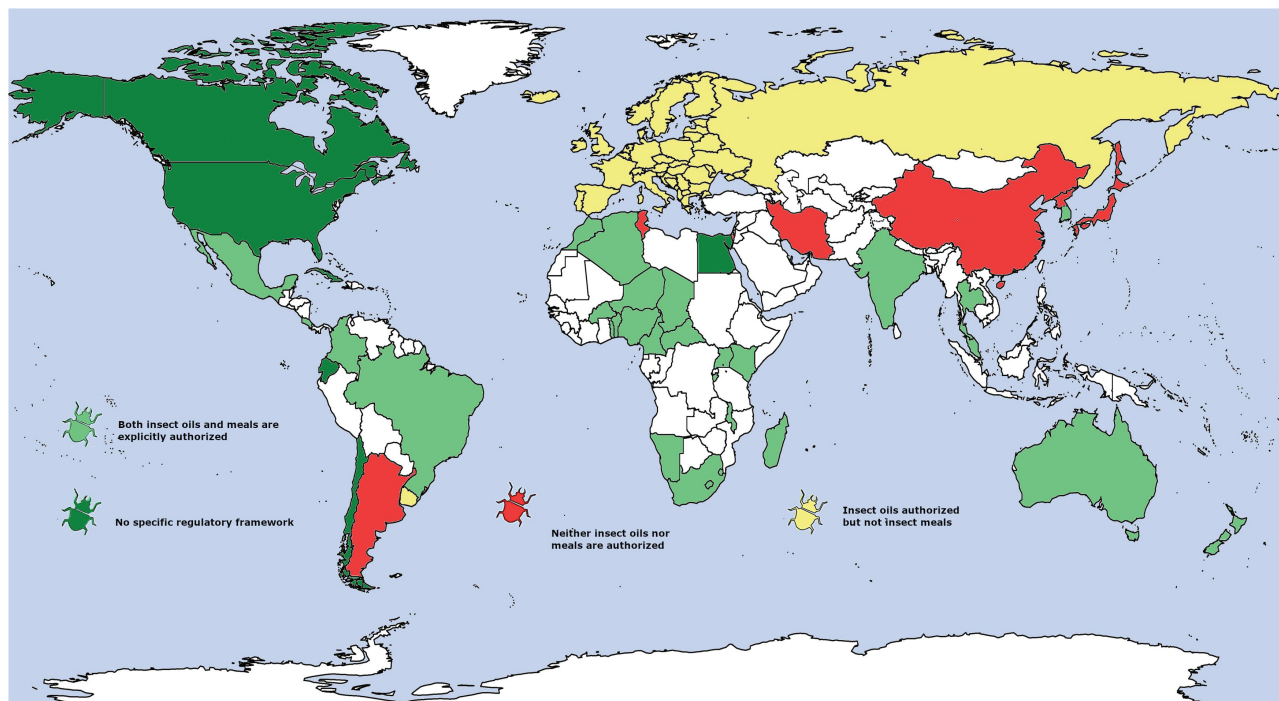 Both insect oils and meals are
explicitly authorized
No specific regulatory framework
Neither insect oils nor
meals are authorized
Insect oils authorized
but not insect meals